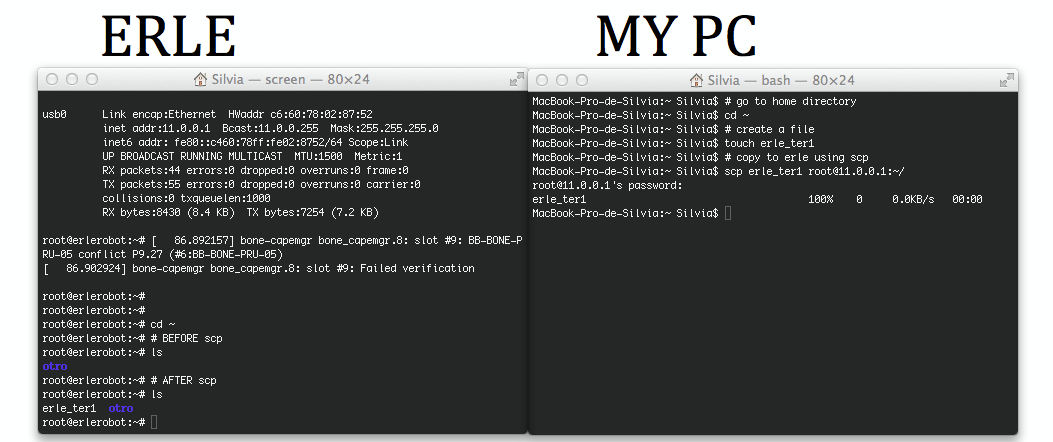 ERLE
MY PC
Silvia — screen — 80×24
usb0 Link encap:Ethernet HWaddr c6:60:78:02:87:52
inet addr:11.0.0.1 Bcast:11.0.0.255 Mask:255.255.255.0
inet6 addr: fe80::c460:78ff:fe02:8752/64 Scope:Link
UP BROADCAST RUNNING MULTICAST MTU:1500 Metric:1
RX packets:44 errors:0 dropped:0 overruns:0 frame:0
TX packets:55 errors:0 dropped:0 overruns:0 carrier:0
collisions:0 txqueuelen:1000
RX bytes:8430 (8.4 KB) TX bytes:7254 (7.2 KB)
root@erlerobot:~# [ 86.892157] bone-capemgr bone_capemgr.8: slot #9: BB-BONE-P
RU-05 conflict P9.27 (#6:BB-BONE-PRU-05)
[ 86.902924] bone-capemgr bone_capemgr.8: slot #9: Failed verification
root@erlerobot:~#
root@erlerobot:~#
root@erlerobot:~# cd ~
root@erlerobot:~# # BEFORE scp
root@erlerobot:~# ls
otro
root@erlerobot:~# # AFTER scp
root@erlerobot:~# ls
erle_ter1 otro
root@erlerobot:~#
Silvia — bash — 80×24
MacBook-Pro-de-Silvia:~ Silvia$ # go to home directory
MacBook-Pro-de-Silvia:~ Silvia$ cd ~
MacBook-Pro-de-Silvia:~ Silvia$ # create a file
MacBook-Pro-de-Silvia:~ Silvia$ touch erle_ter1
MacBook-Pro-de-Silvia:~ Silvia$ # copy to erle using scp
MacBook-Pro-de-Silvia:~ Silvia$ scp erle_ter1 root@11.0.0.1:~/
root@11.0.0.1's password:
erle_ter1 100% 0 0.0KB/s 00:00
MacBook-Pro-de-Silvia:~ Silvia$